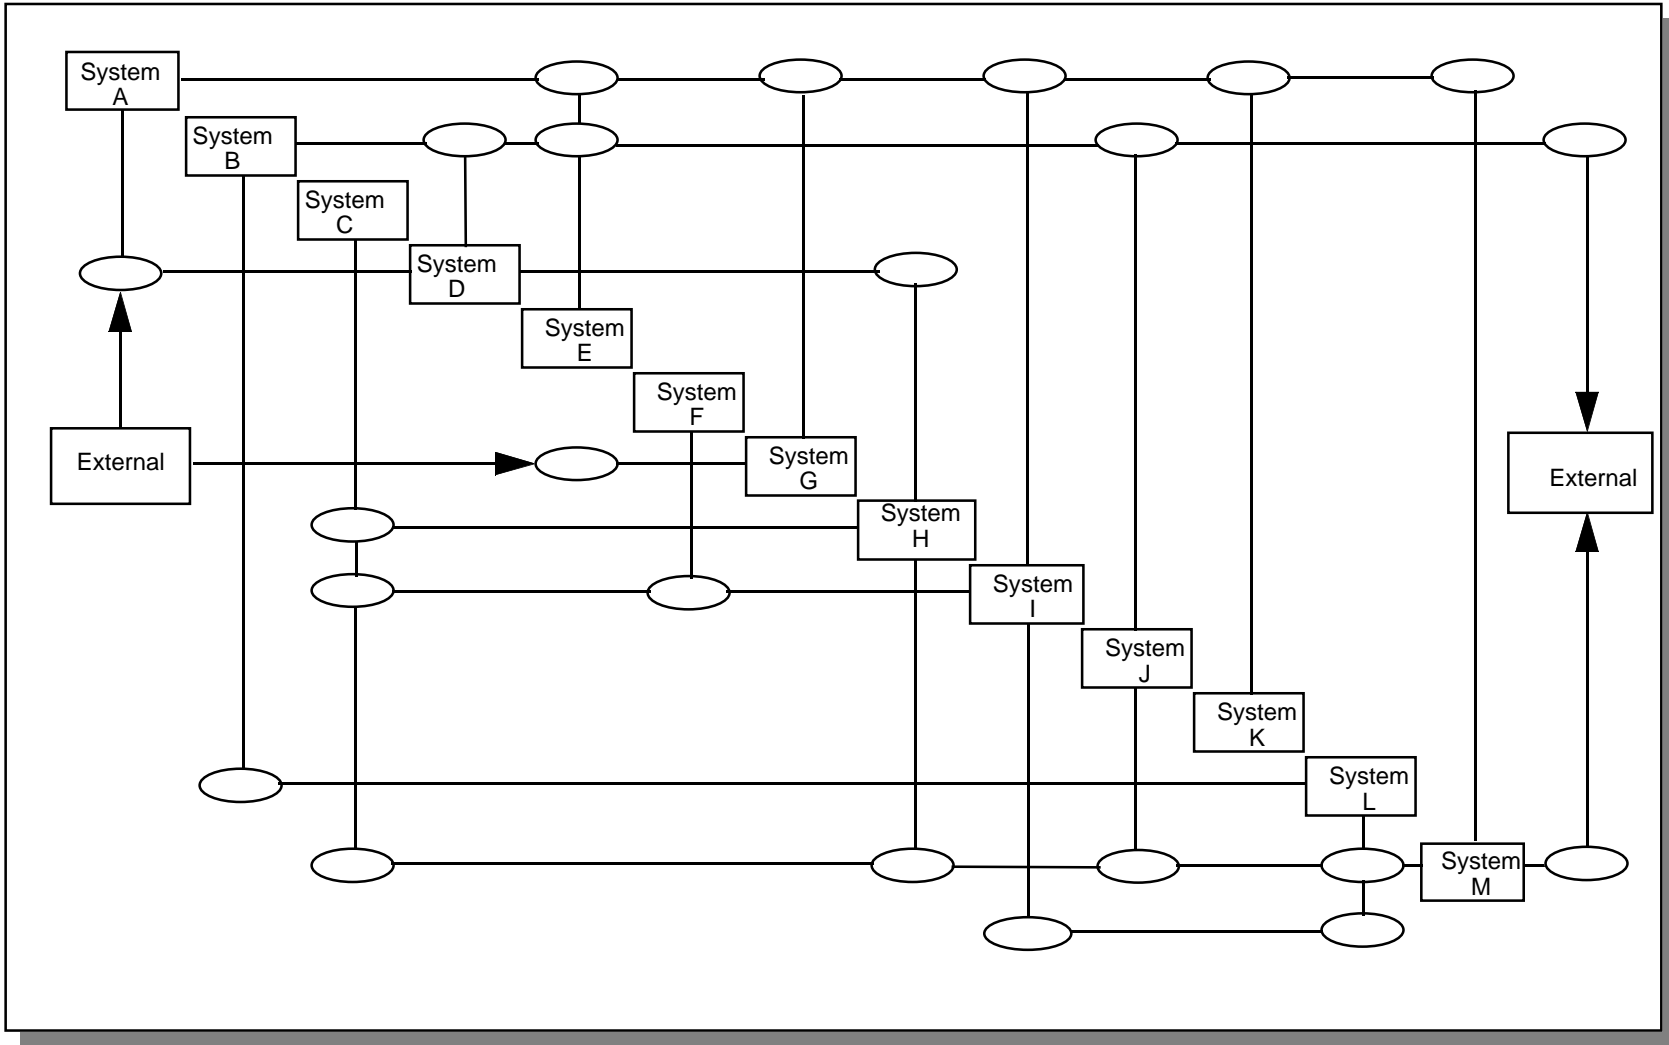 System
A
System
B
System
C
System
D
System
E
System
F
External
System
G
External
System
H
System
I
System
J
System
K
System
L
System
M